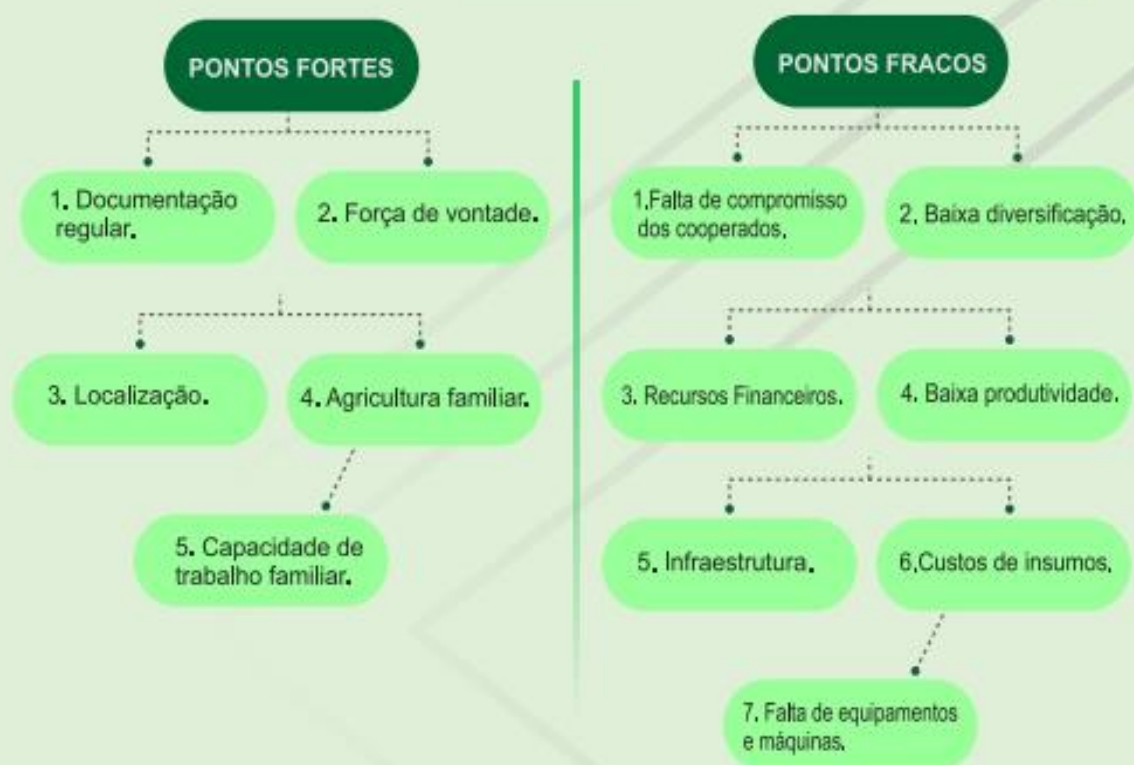 PONTOS FORTES
1. Documentação
regular.
2. Força de vontade.
3. Localização.
4. Agricultura familiar.
5. Capacidade de
trabalho familiar.
PONTOS FRACOS
1.Falta de compromisso
dos cooperados.
2. Baixa diversificação.
3. Recursos Financeiros.
4. Baixa produtividade.
5. Infraestrutura.
6.Custos de insumos.
7. Falta de equipamentos
e máquinas.